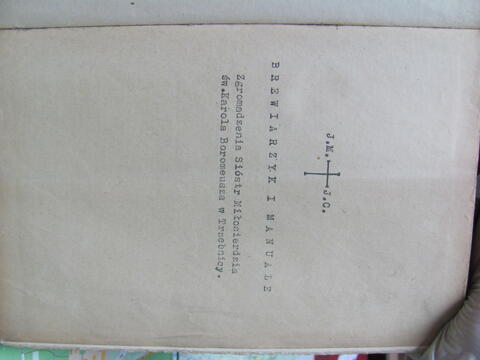 J.M. J.C.
BREWIARZYK I MANUALE
Zgromadzenia Sióstr Miłosierdzia
św.Karola Boromeusza w Trzebnicy.